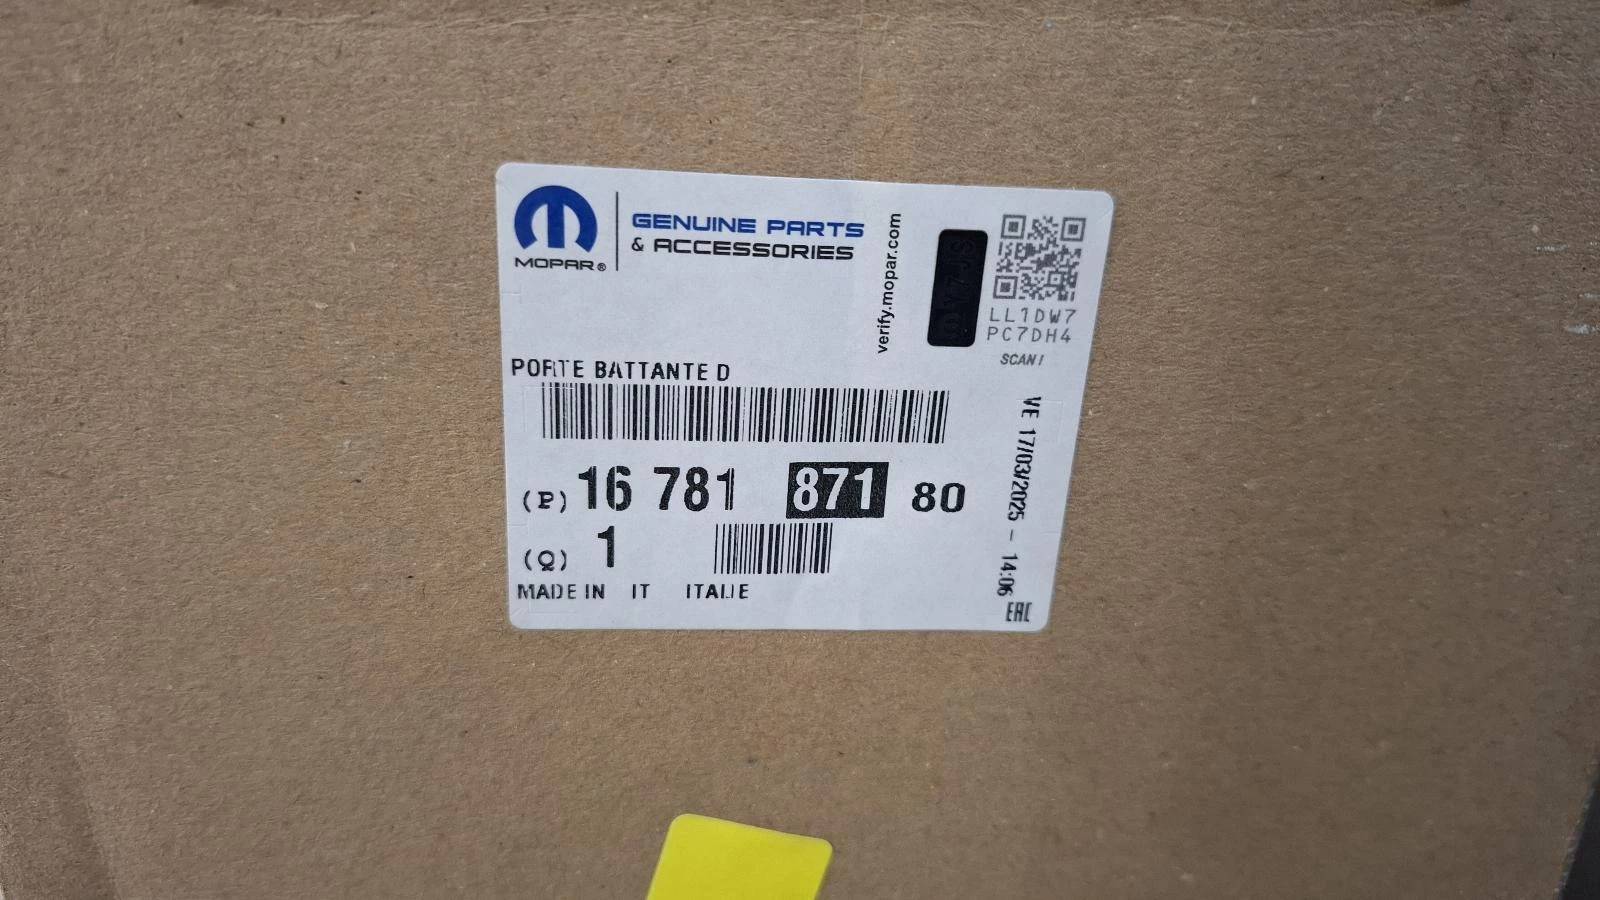 MOPAR®
GENUINE PARTS
& ACCESSORIES
verify.mopar.com
LL1DW7
PC7DH4
SCAN!
PORTE BATTANTE D
(P) 16 781 871 80
(Q) 1
MADE IN IT ITALIE
VE 17/03/2025 - 14:06
EAC